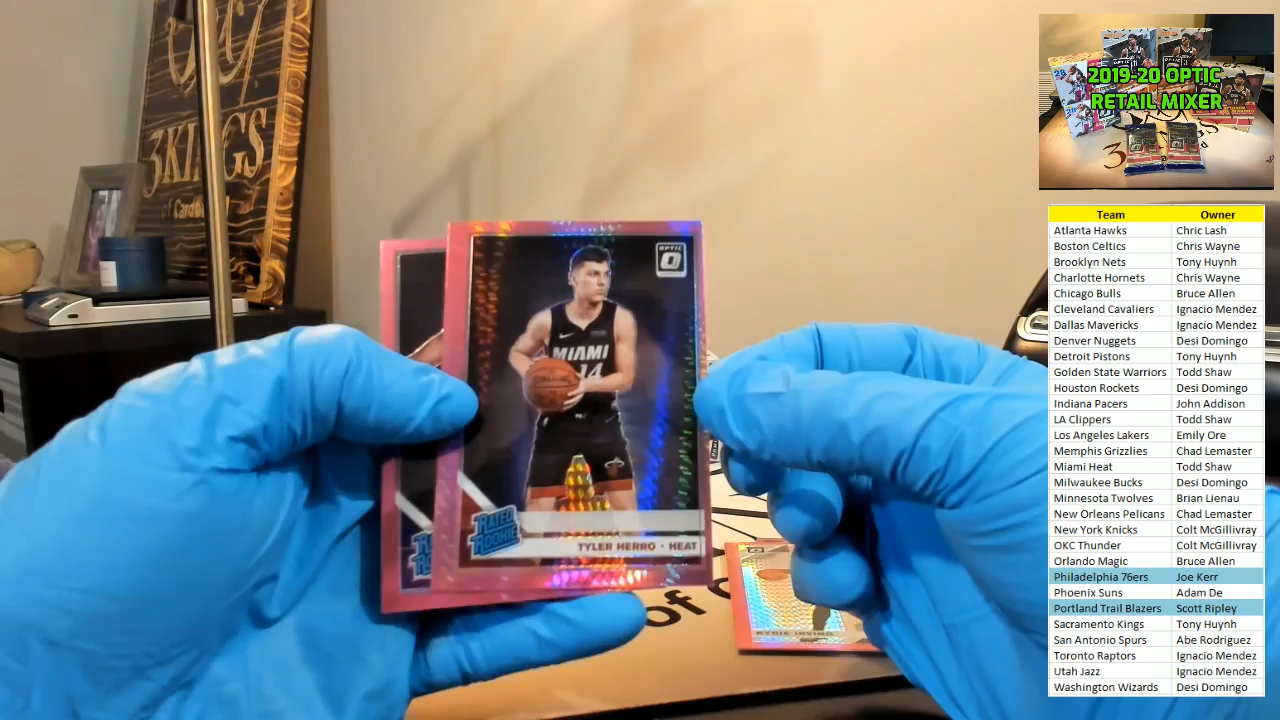 3KINGS
of Cardboard
2019-20 OPTIC
RETAIL MIXER
Team Owner
Atlanta Hawks Chric Lash
Boston Celtics Chris Wayne
Brooklyn Nets Tony Huynh
Charlotte Hornets Chris Wayne
Chicago Bulls Bruce Allen
Cleveland Cavaliers Ignacio Mendez
Dallas Mavericks Ignacio Mendez
Denver Nuggets Desi Domingo
Detroit Pistons Tony Huynh
Golden State Warriors Todd Shaw
Houston Rockets Desi Domingo
Indiana Pacers John Addison
LA Clippers Todd Shaw
Los Angeles Lakers Emily Ore
Memphis Grizzlies Chad Lemaster
Miami Heat Todd Shaw
Milwaukee Bucks Desi Domingo
Minnesota Twolves Brian Lienau
New Orleans Pelicans Chad Lemaster
New York Knicks Colt McGillivray
OKC Thunder Colt McGillivray
Orlando Magic Bruce Allen
Philadelphia 76ers Joe Kerr
Phoenix Suns Adam De
Portland Trail Blazers Scott Ripley
Sacramento Kings Tony Huynh
San Antonio Spurs Abe Rodriguez
Toronto Raptors Ignacio Mendez
Utah Jazz Ignacio Mendez
Washington Wizards Desi Domingo
OPTIC
MIAMI
14
RATED
ROOKIE
TYLER HERRO · HEAT
KYRIE IRVING
of